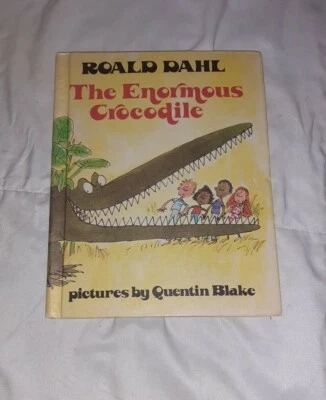 ROALD DAHL
The Enormous
Crocodile
pictures by Quentin Blake